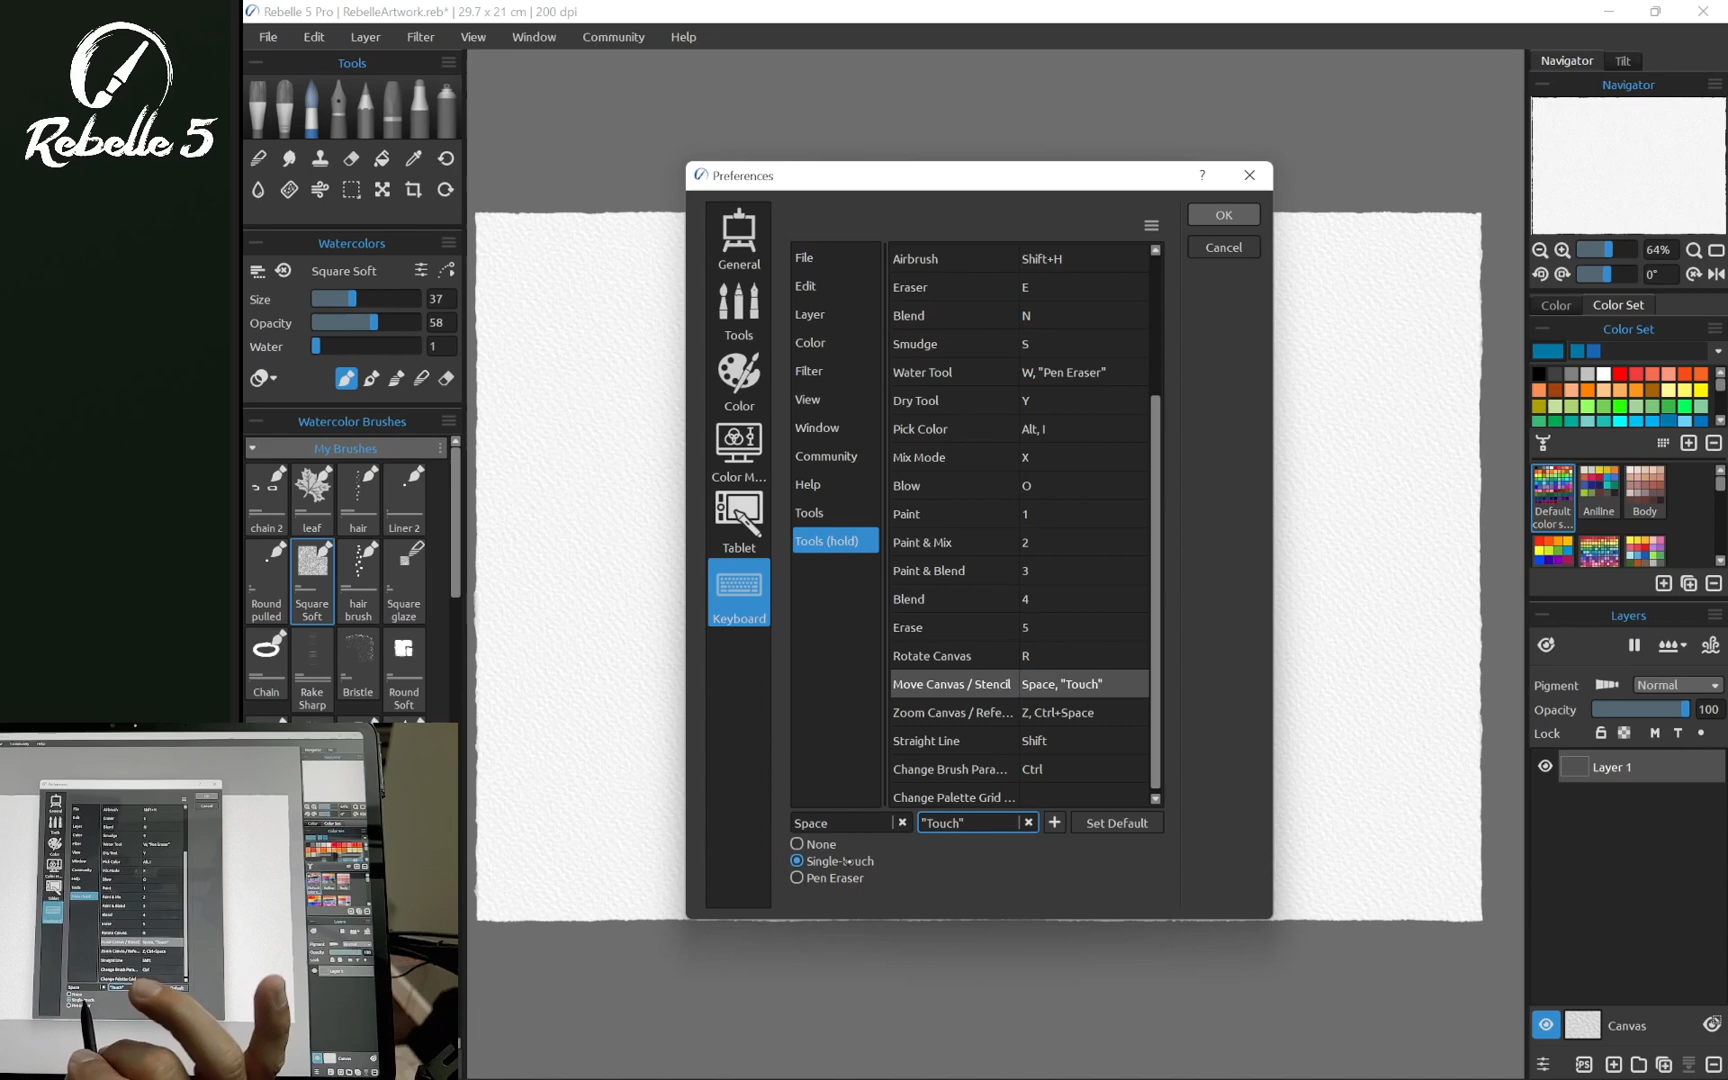 Rebelle 5
Rebelle 5 Pro | RebelleArtwork.reb* | 29.7 x 21 cm | 200 dpi
File Edit Layer Filter View Window Community Help
Tools
Watercolors
Square Soft
Size 37
Opacity 58
Water 1
Watercolor Brushes
My Brushes
chain 2 leaf hair Liner 2
Round pulled
Square Soft
hair brush
Square glaze
Chain
Rake Sharp
Bristle
Round Soft
Preferences
?
General
Tools
Color
Color M...
Tablet
Keyboard
File
Edit
Layer
Color
Filter
View
Window
Community
Help
Tools
Tools (hold)
Airbrush Shift+H
Eraser E
Blend N
Smudge S
Water Tool W, "Pen Eraser"
Dry Tool Y
Pick Color Alt, I
Mix Mode X
Blow O
Paint 1
Paint & Mix 2
Paint & Blend 3
Blend 4
Erase 5
Rotate Canvas R
Move Canvas / Stencil Space, "Touch"
Zoom Canvas / Refe... Z, Ctrl+Space
Straight Line Shift
Change Brush Para... Ctrl
Change Palette Grid ...
Space "Touch" Set Default
None
Single-touch
Pen Eraser
OK
Cancel
Navigator Tilt
Navigator
64%
0°
Color Color Set
Color Set
Default color s...
Aniline
Body
Layers
Pigment Normal
Opacity 100
Lock M T
Layer 1
Canvas
PS